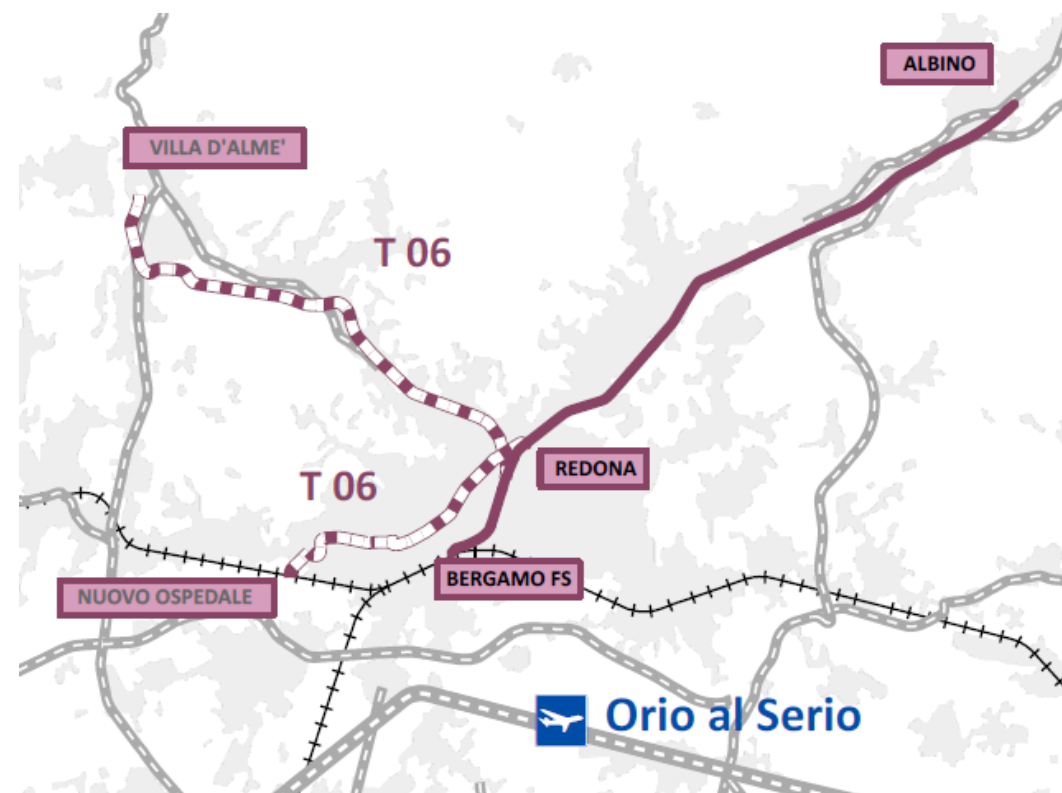 ALBINO
VILLA D'ALME'
T 06
REDONA
T 06
BERGAMO FS
NUOVO OSPEDALE
Orio al Serio